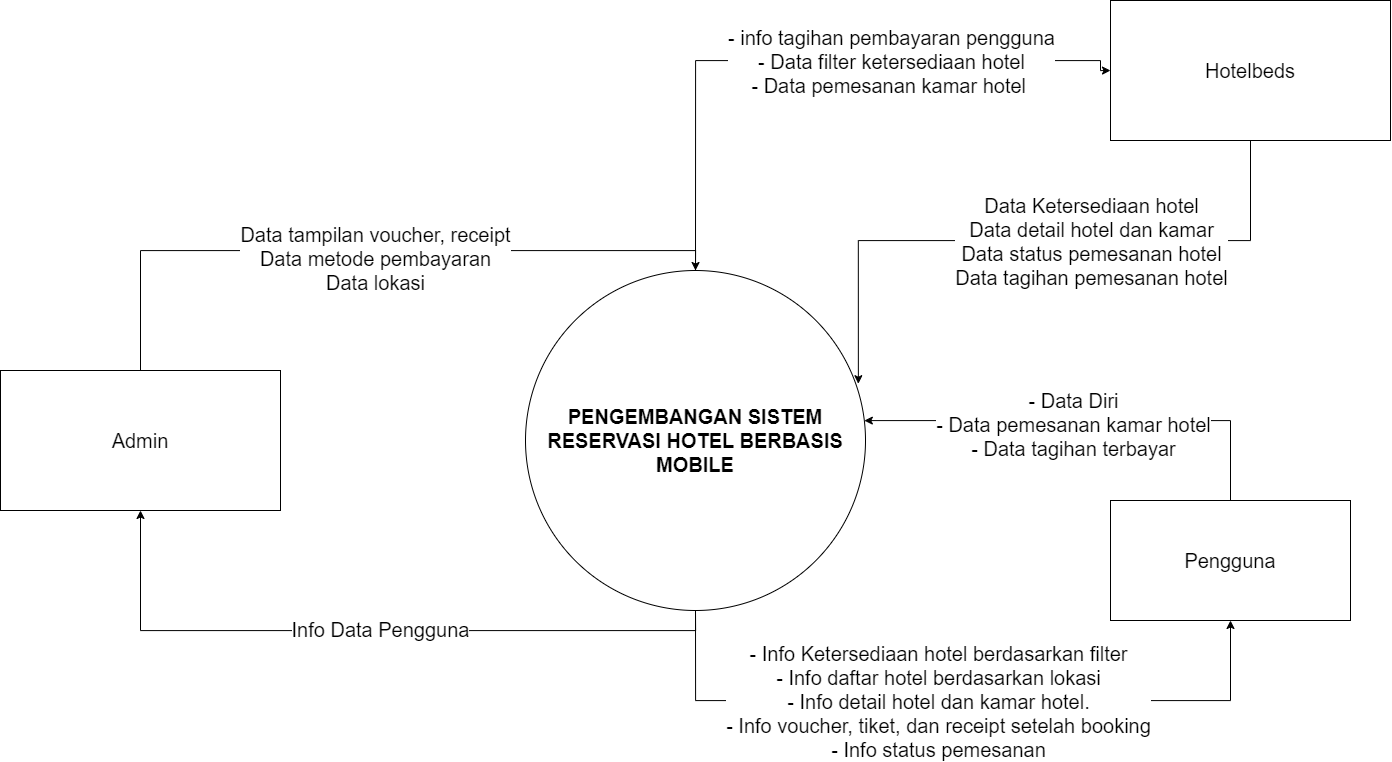 - info tagihan pembayaran pengguna
- Data filter ketersediaan hotel
- Data pemesanan kamar hotel
Hotelbeds
Data Ketersediaan hotel
Data detail hotel dan kamar
Data status pemesanan hotel
Data tagihan pemesanan hotel
Data tampilan voucher, receipt
Data metode pembayaran
Data lokasi
Admin
PENGEMBANGAN SISTEM
RESERVASI HOTEL BERBASIS
MOBILE
- Data Diri
- Data pemesanan kamar hotel
- Data tagihan terbayar
Pengguna
Info Data Pengguna
- Info Ketersediaan hotel berdasarkan filter
- Info daftar hotel berdasarkan lokasi
- Info detail hotel dan kamar hotel.
- Info voucher, tiket, dan receipt setelah booking
- Info status pemesanan